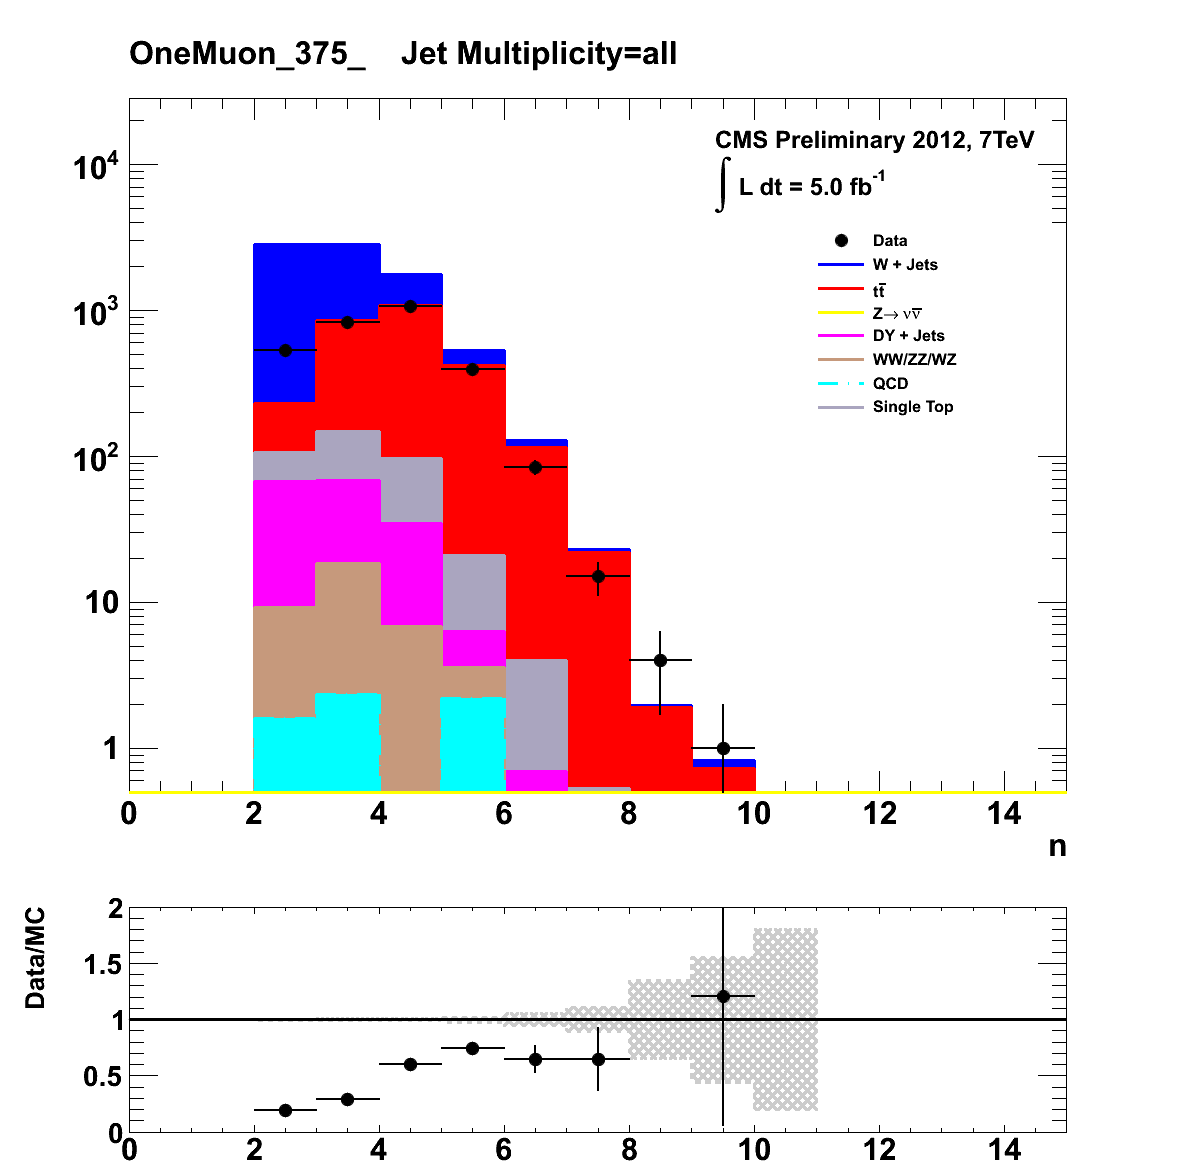 OneMuon_375_ Jet Multiplicity=all
CMS Preliminary 2012, 7TeV
∫ L dt = 5.0 fb⁻¹
Data
W + Jets
tt̅
Z→ νν̅
DY + Jets
WW/ZZ/WZ
QCD
Single Top
10⁴
10³
10²
10
1
0 2 4 6 8 10 12 14
n
Data/MC
2
1.5
1
0.5
0
0 2 4 6 8 10 12 14